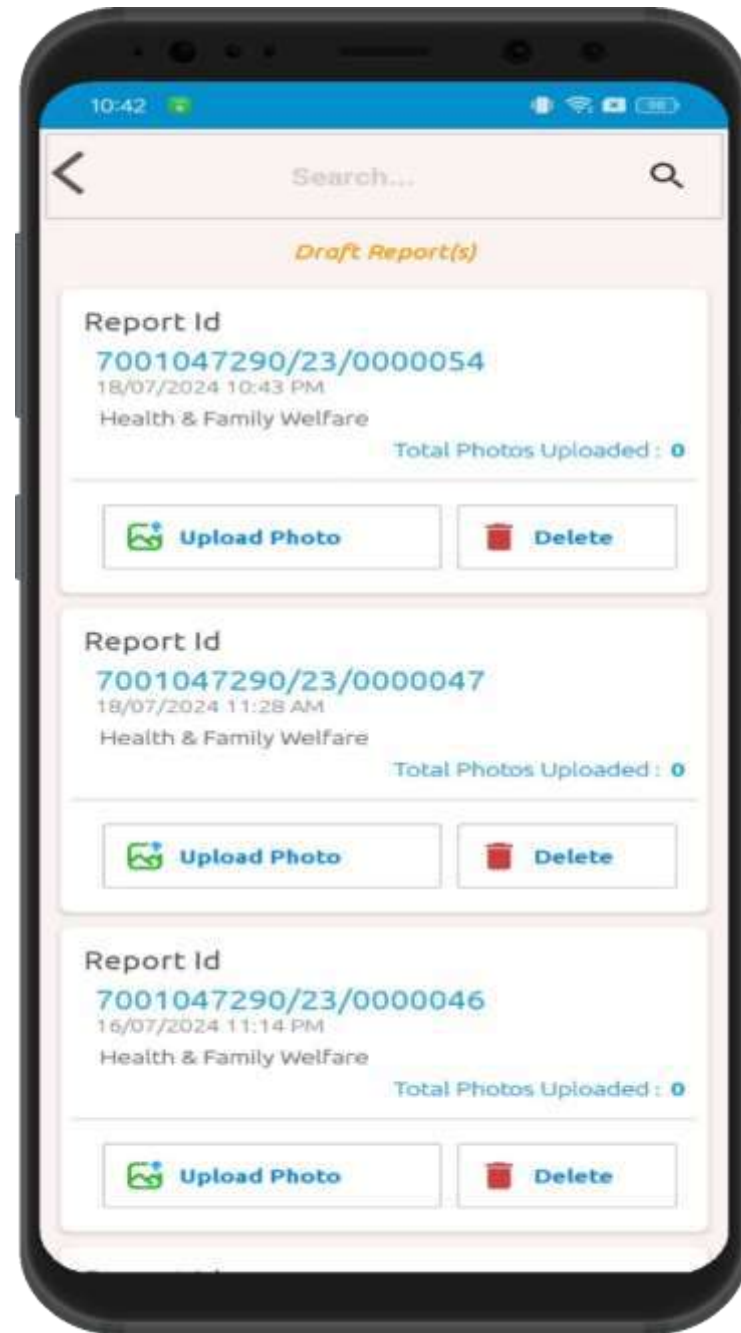 10:42
Search...
Draft Report(s)
Report Id
7001047290/23/0000054
18/07/2024 10:43 PM
Health & Family Welfare
Total Photos Uploaded : 0
Upload Photo
Delete
Report Id
7001047290/23/0000047
18/07/2024 11:28 AM
Health & Family Welfare
Total Photos Uploaded : 0
Upload Photo
Delete
Report Id
7001047290/23/0000046
16/07/2024 11:14 PM
Health & Family Welfare
Total Photos Uploaded : 0
Upload Photo
Delete